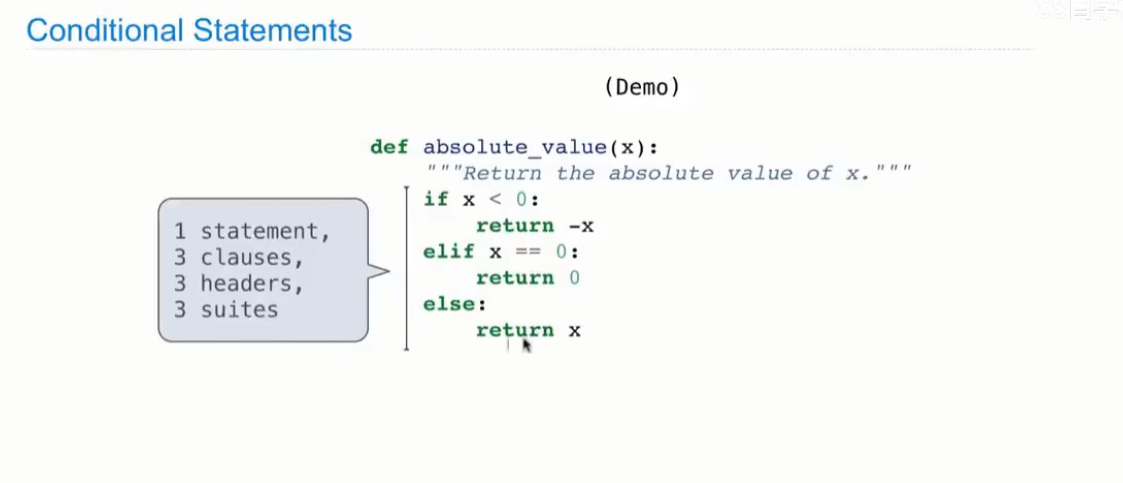 Conditional Statements
(Demo)
def absolute_value(x):
"""Return the absolute value of x."""
if x < 0:
return -x
elif x == 0:
return 0
else:
return x
1 statement,
3 clauses,
3 headers,
3 suites